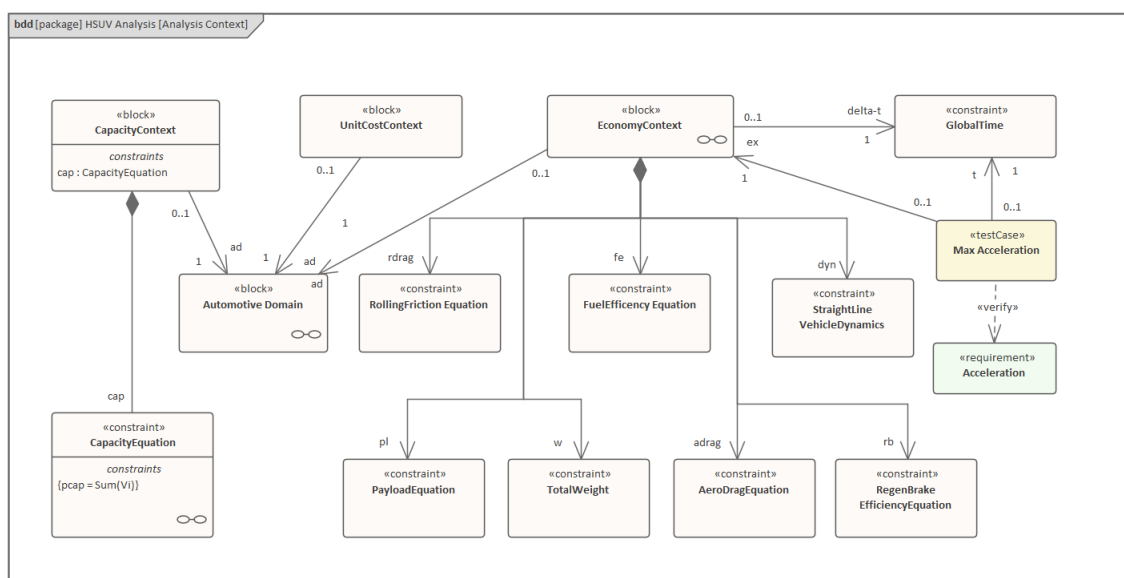 bdd [package] HSUV Analysis [Analysis Context]
«block»
CapacityContext
constraints
cap : CapacityEquation
«block»
UnitCostContext
«block»
EconomyContext
«constraint»
GlobalTime
delta-t
0..1
1
ex
1
0..1
t
1
0..1
0..1
0..1
1
0..1
ad
1
1
ad
ad
«testCase»
Max Acceleration
«verify»
«requirement»
Acceleration
«block»
Automotive Domain
rdrag
«constraint»
RollingFriction Equation
fe
«constraint»
FuelEfficency Equation
dyn
«constraint»
StraightLine
VehicleDynamics
cap
«constraint»
CapacityEquation
constraints
{pcap = Sum(Vi)}
pl
«constraint»
PayloadEquation
w
«constraint»
TotalWeight
adrag
«constraint»
AeroDragEquation
rb
«constraint»
RegenBrake
EfficiencyEquation